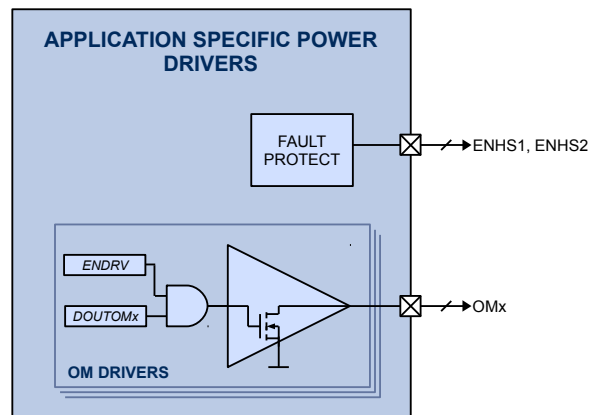 APPLICATION SPECIFIC POWER
DRIVERS
FAULT
PROTECT
ENHS1, ENHS2
ENDRV
DOUTOMx
OMx
OM DRIVERS